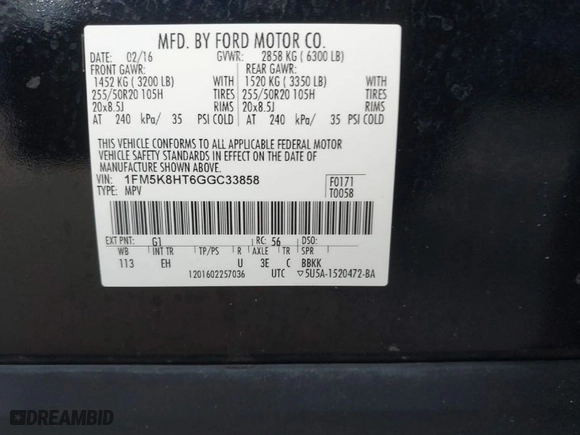 MFD. BY FORD MOTOR CO.
DATE: 02/16 GVWR: 2858 KG ( 6300 LB)
FRONT GAWR: REAR GAWR:
1452 KG ( 3200 LB) WITH 1520 KG ( 3350 LB) WITH
255/50R20 105H TIRES 255/50R20 105H TIRES
20x8.5J RIMS 20x8.5J RIMS
AT 240 kPa/ 35 PSI COLD AT 240 kPa/ 35 PSI COLD
THIS VEHICLE CONFORMS TO ALL APPLICABLE FEDERAL MOTOR
VEHICLE SAFETY STANDARDS IN EFFECT ON THE DATE OF
MANUFACTURE SHOWN ABOVE.
VIN: 1FM5K8HT6GGC33858 F0171
TYPE: MPV T0058
EXT PNT: G1 RC: 56 DSO:
WB INT TR TP/PS R AXLE TR SPR
113 EH U 3E C BBKK
1201602257036 UTC ▽5U5A-1520472-BA
DREAMBID